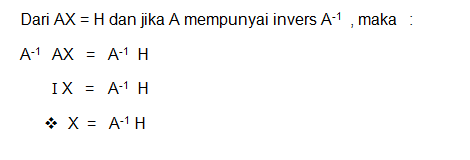 Dari AX = H dan jika A mempunyai invers A-1 , maka :
A-1 AX = A-1 H
I X = A-1 H
❖ X = A-1 H